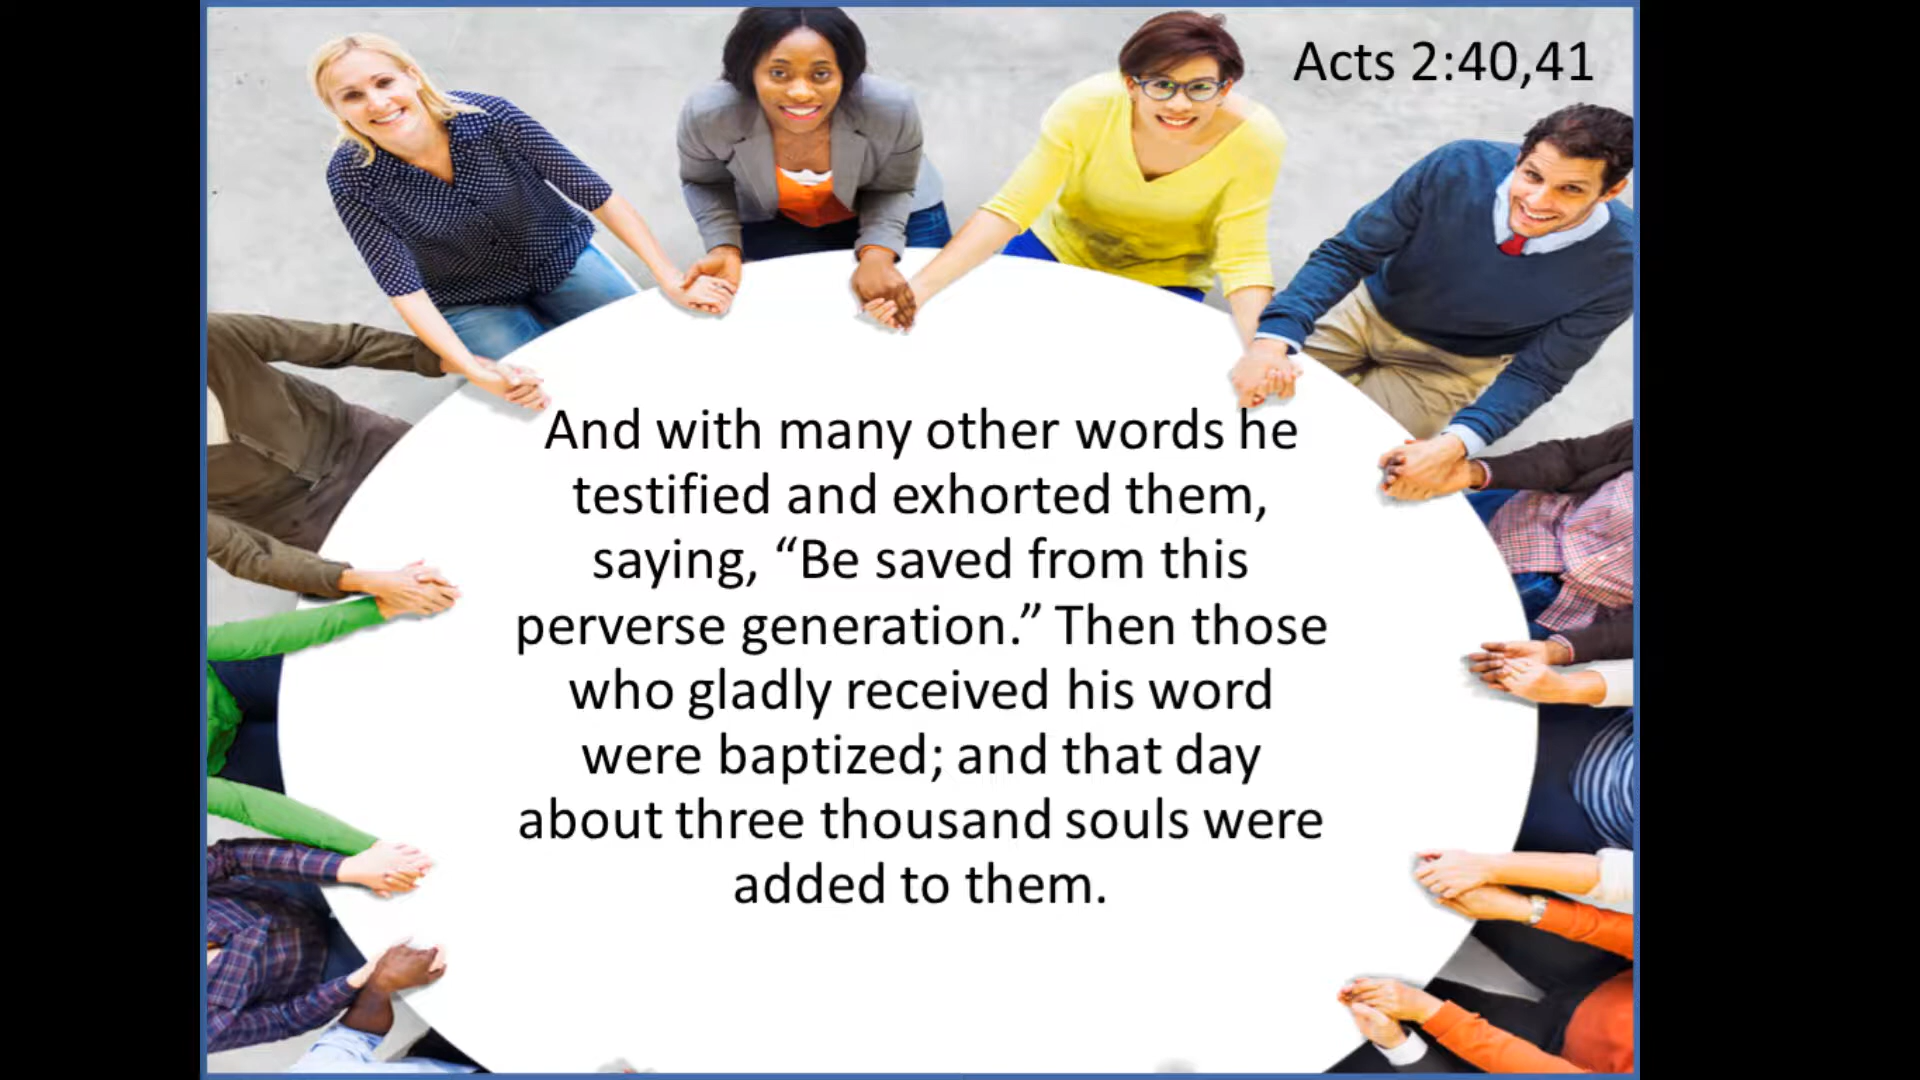 Acts 2:40,41
And with many other words he
testified and exhorted them,
saying, “Be saved from this
perverse generation.” Then those
who gladly received his word
were baptized; and that day
about three thousand souls were
added to them.